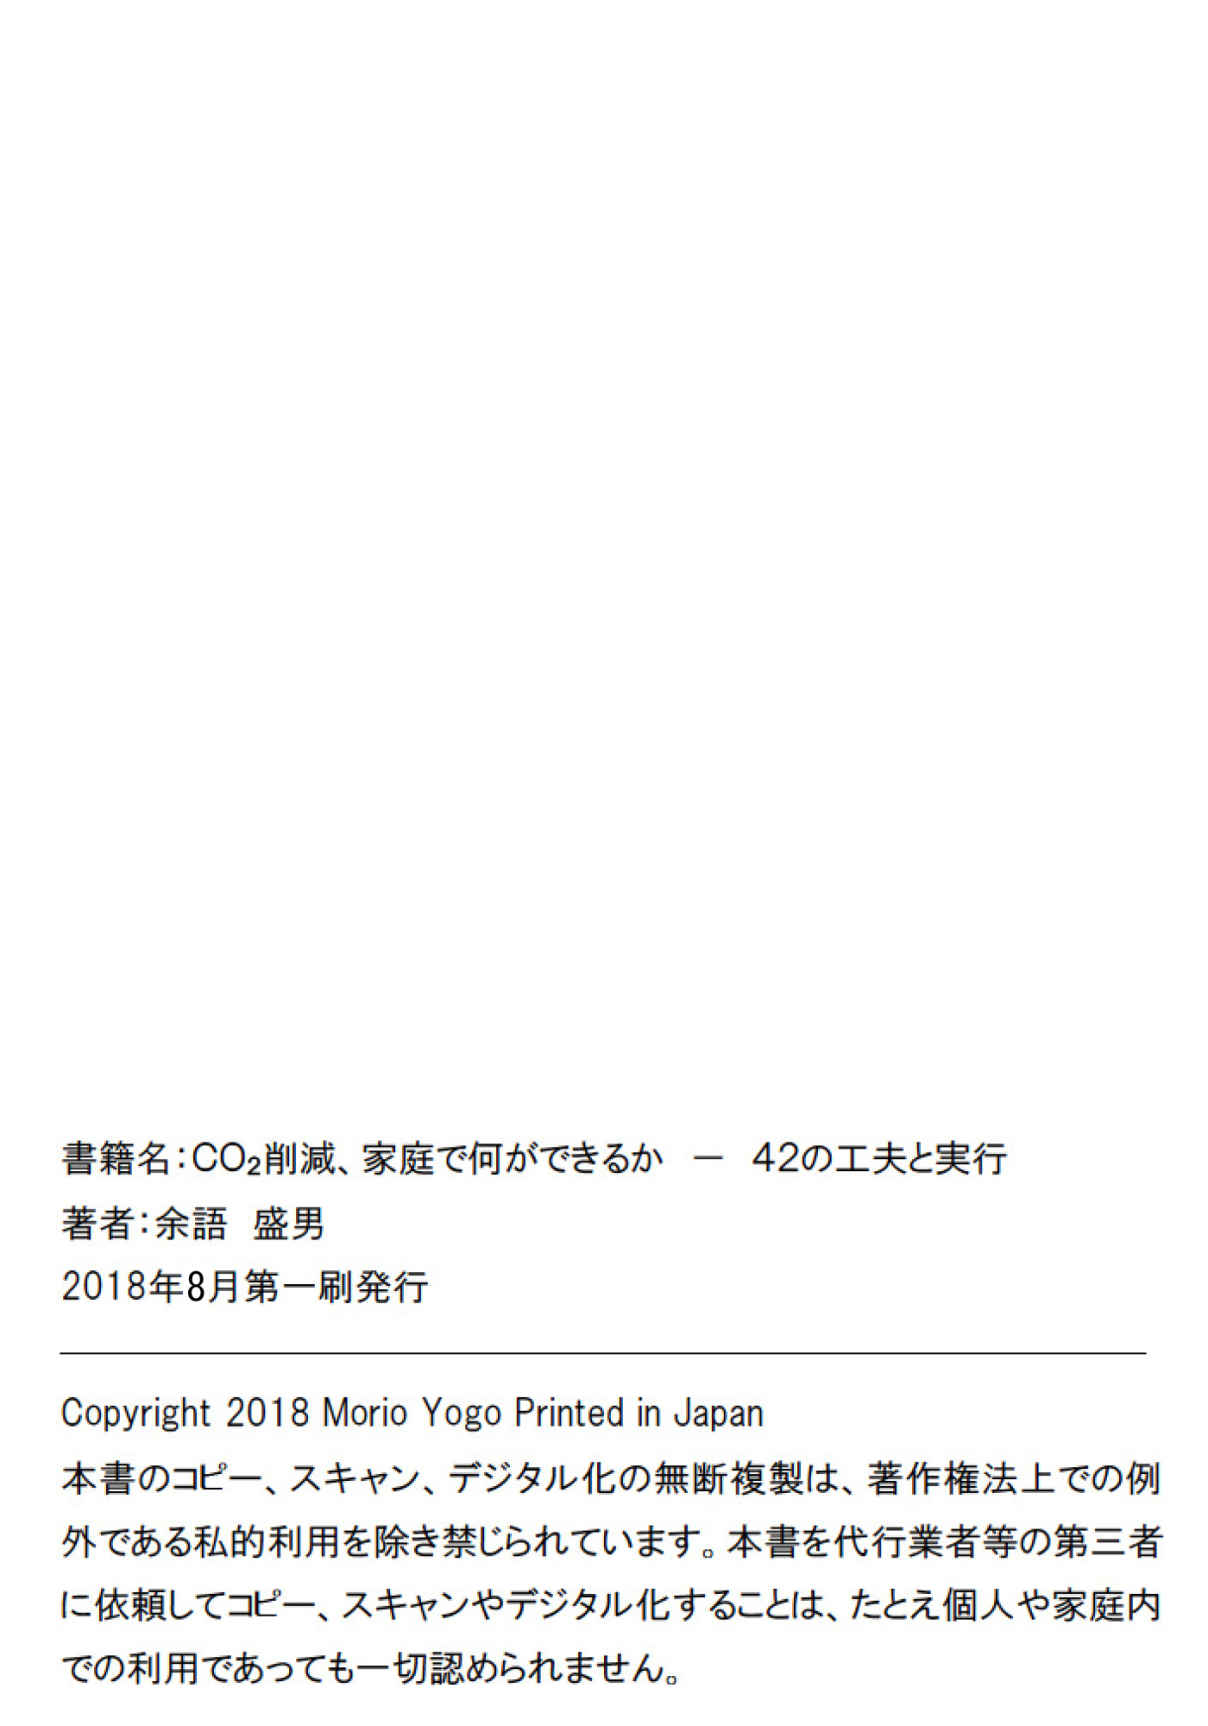 書籍名：CO₂削減、家庭で何ができるか　－　42の工夫と実行
著者：余語　盛男
2018年8月第一刷発行
Copyright 2018 Morio Yogo Printed in Japan
本書のコピー、スキャン、デジタル化の無断複製は、著作権法上での例
外である私的利用を除き禁じられています。本書を代行業者等の第三者
に依頼してコピー、スキャンやデジタル化することは、たとえ個人や家庭内
での利用であっても一切認められません。